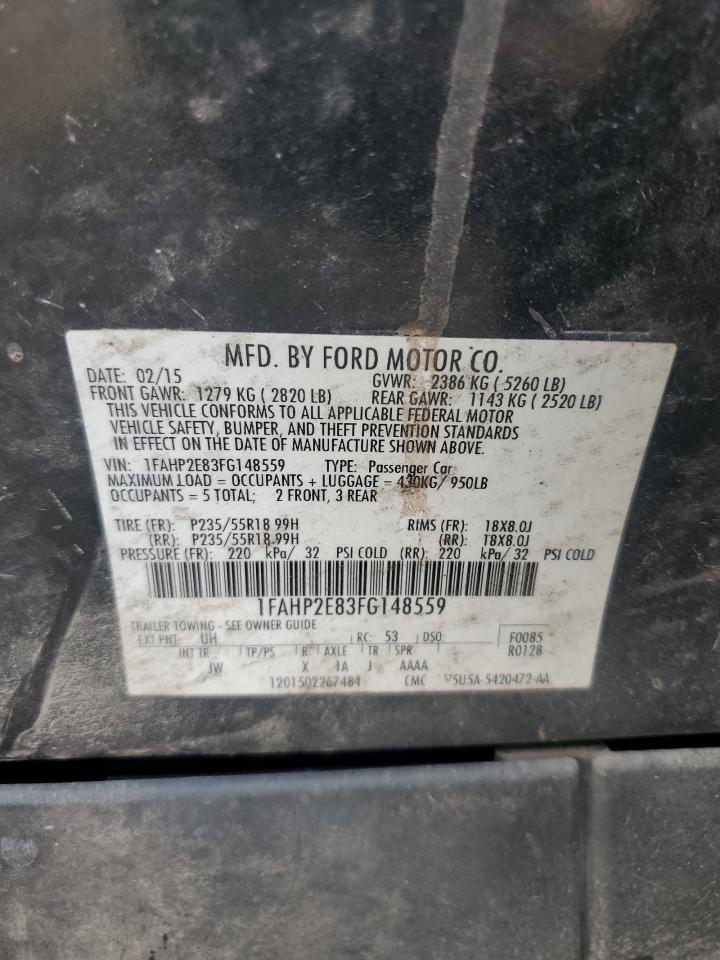 MFD. BY FORD MOTOR CO.
DATE: 02/15 GVWR: 2386 KG ( 5260 LB)
FRONT GAWR: 1279 KG ( 2820 LB) REAR GAWR: 1143 KG ( 2520 LB)
THIS VEHICLE CONFORMS TO ALL APPLICABLE FEDERAL MOTOR
VEHICLE SAFETY, BUMPER, AND THEFT PREVENTION STANDARDS
IN EFFECT ON THE DATE OF MANUFACTURE SHOWN ABOVE.
VIN: 1FAHP2E83FG148559 TYPE: Passenger Car
MAXIMUM LOAD = OCCUPANTS + LUGGAGE = 430KG/ 950LB
OCCUPANTS = 5 TOTAL; 2 FRONT, 3 REAR
TIRE (FR): P235/55R18 99H RIMS (FR): 18X8.0J
(RR): P235/55R18 99H (RR): 18X8.0J
PRESSURE (FR): 220 kPa/ 32 PSI COLD (RR): 220 kPa/ 32 PSI COLD
1FAHP2E83FG148559
TRAILER TOWING - SEE OWNER GUIDE
EXT PNT: UH RC: 53 DSO: F0085
INT TR TP/PS R AXLE TR SPR R0128
JW X 1A J AAAA
1201502267484 CMC 5U5A-5420472-AA